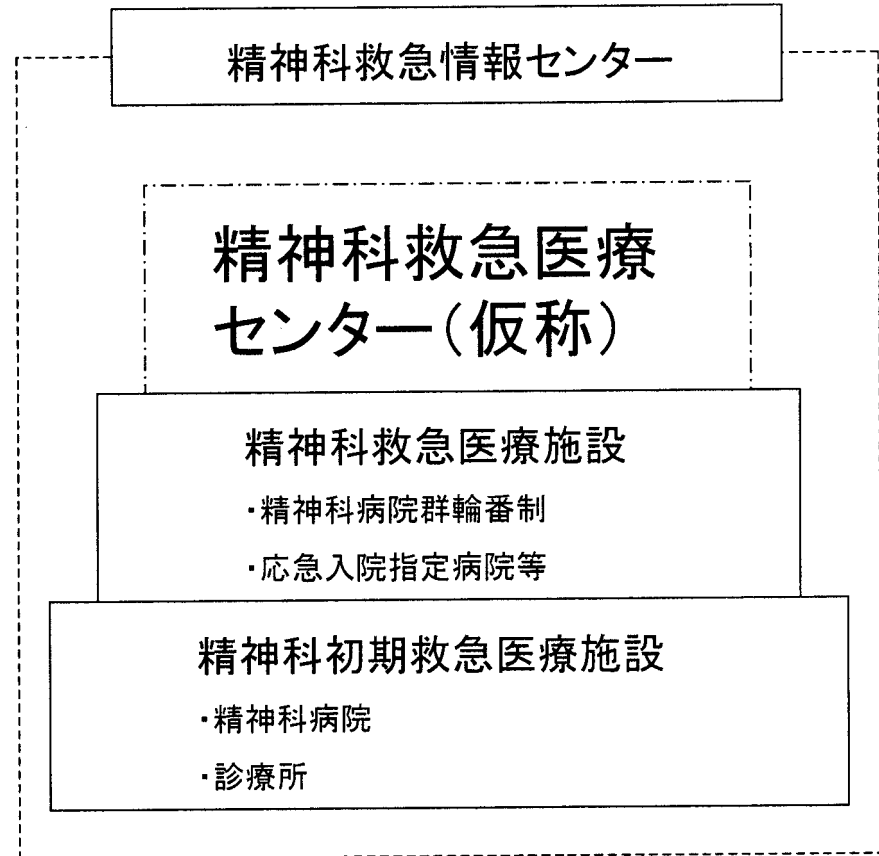 精神科救急情報センター
精神科救急医療
センター(仮称)
精神科救急医療施設
・精神科病院群輪番制
・応急入院指定病院等
精神科初期救急医療施設
・精神科病院
・診療所